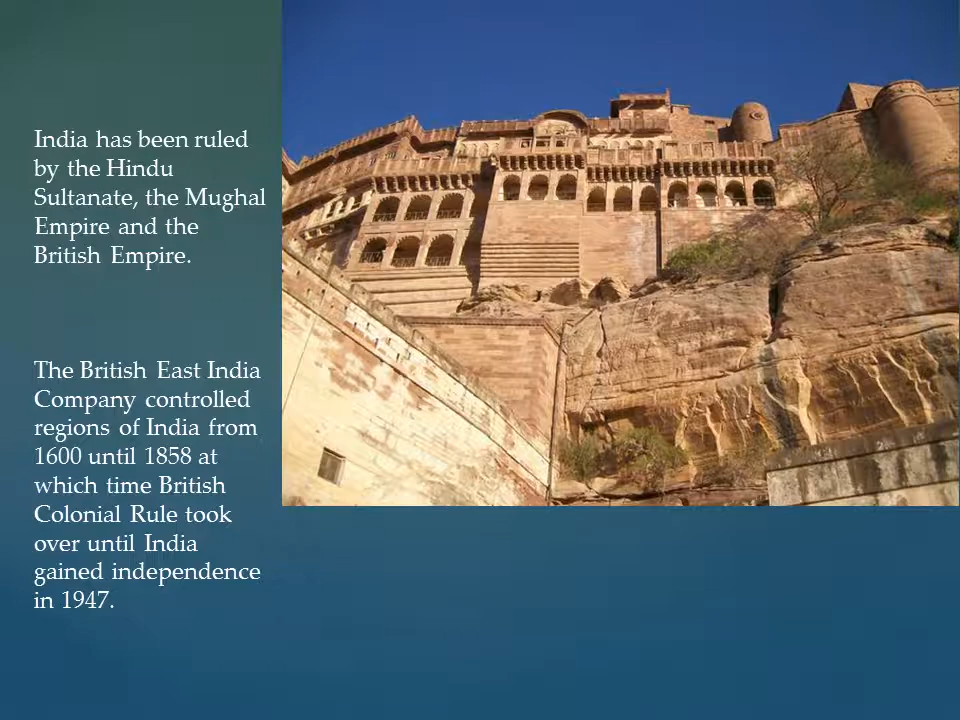 India has been ruled
by the Hindu
Sultanate, the Mughal
Empire and the
British Empire.
The British East India
Company controlled
regions of India from
1600 until 1858 at
which time British
Colonial Rule took
over until India
gained independence
in 1947.